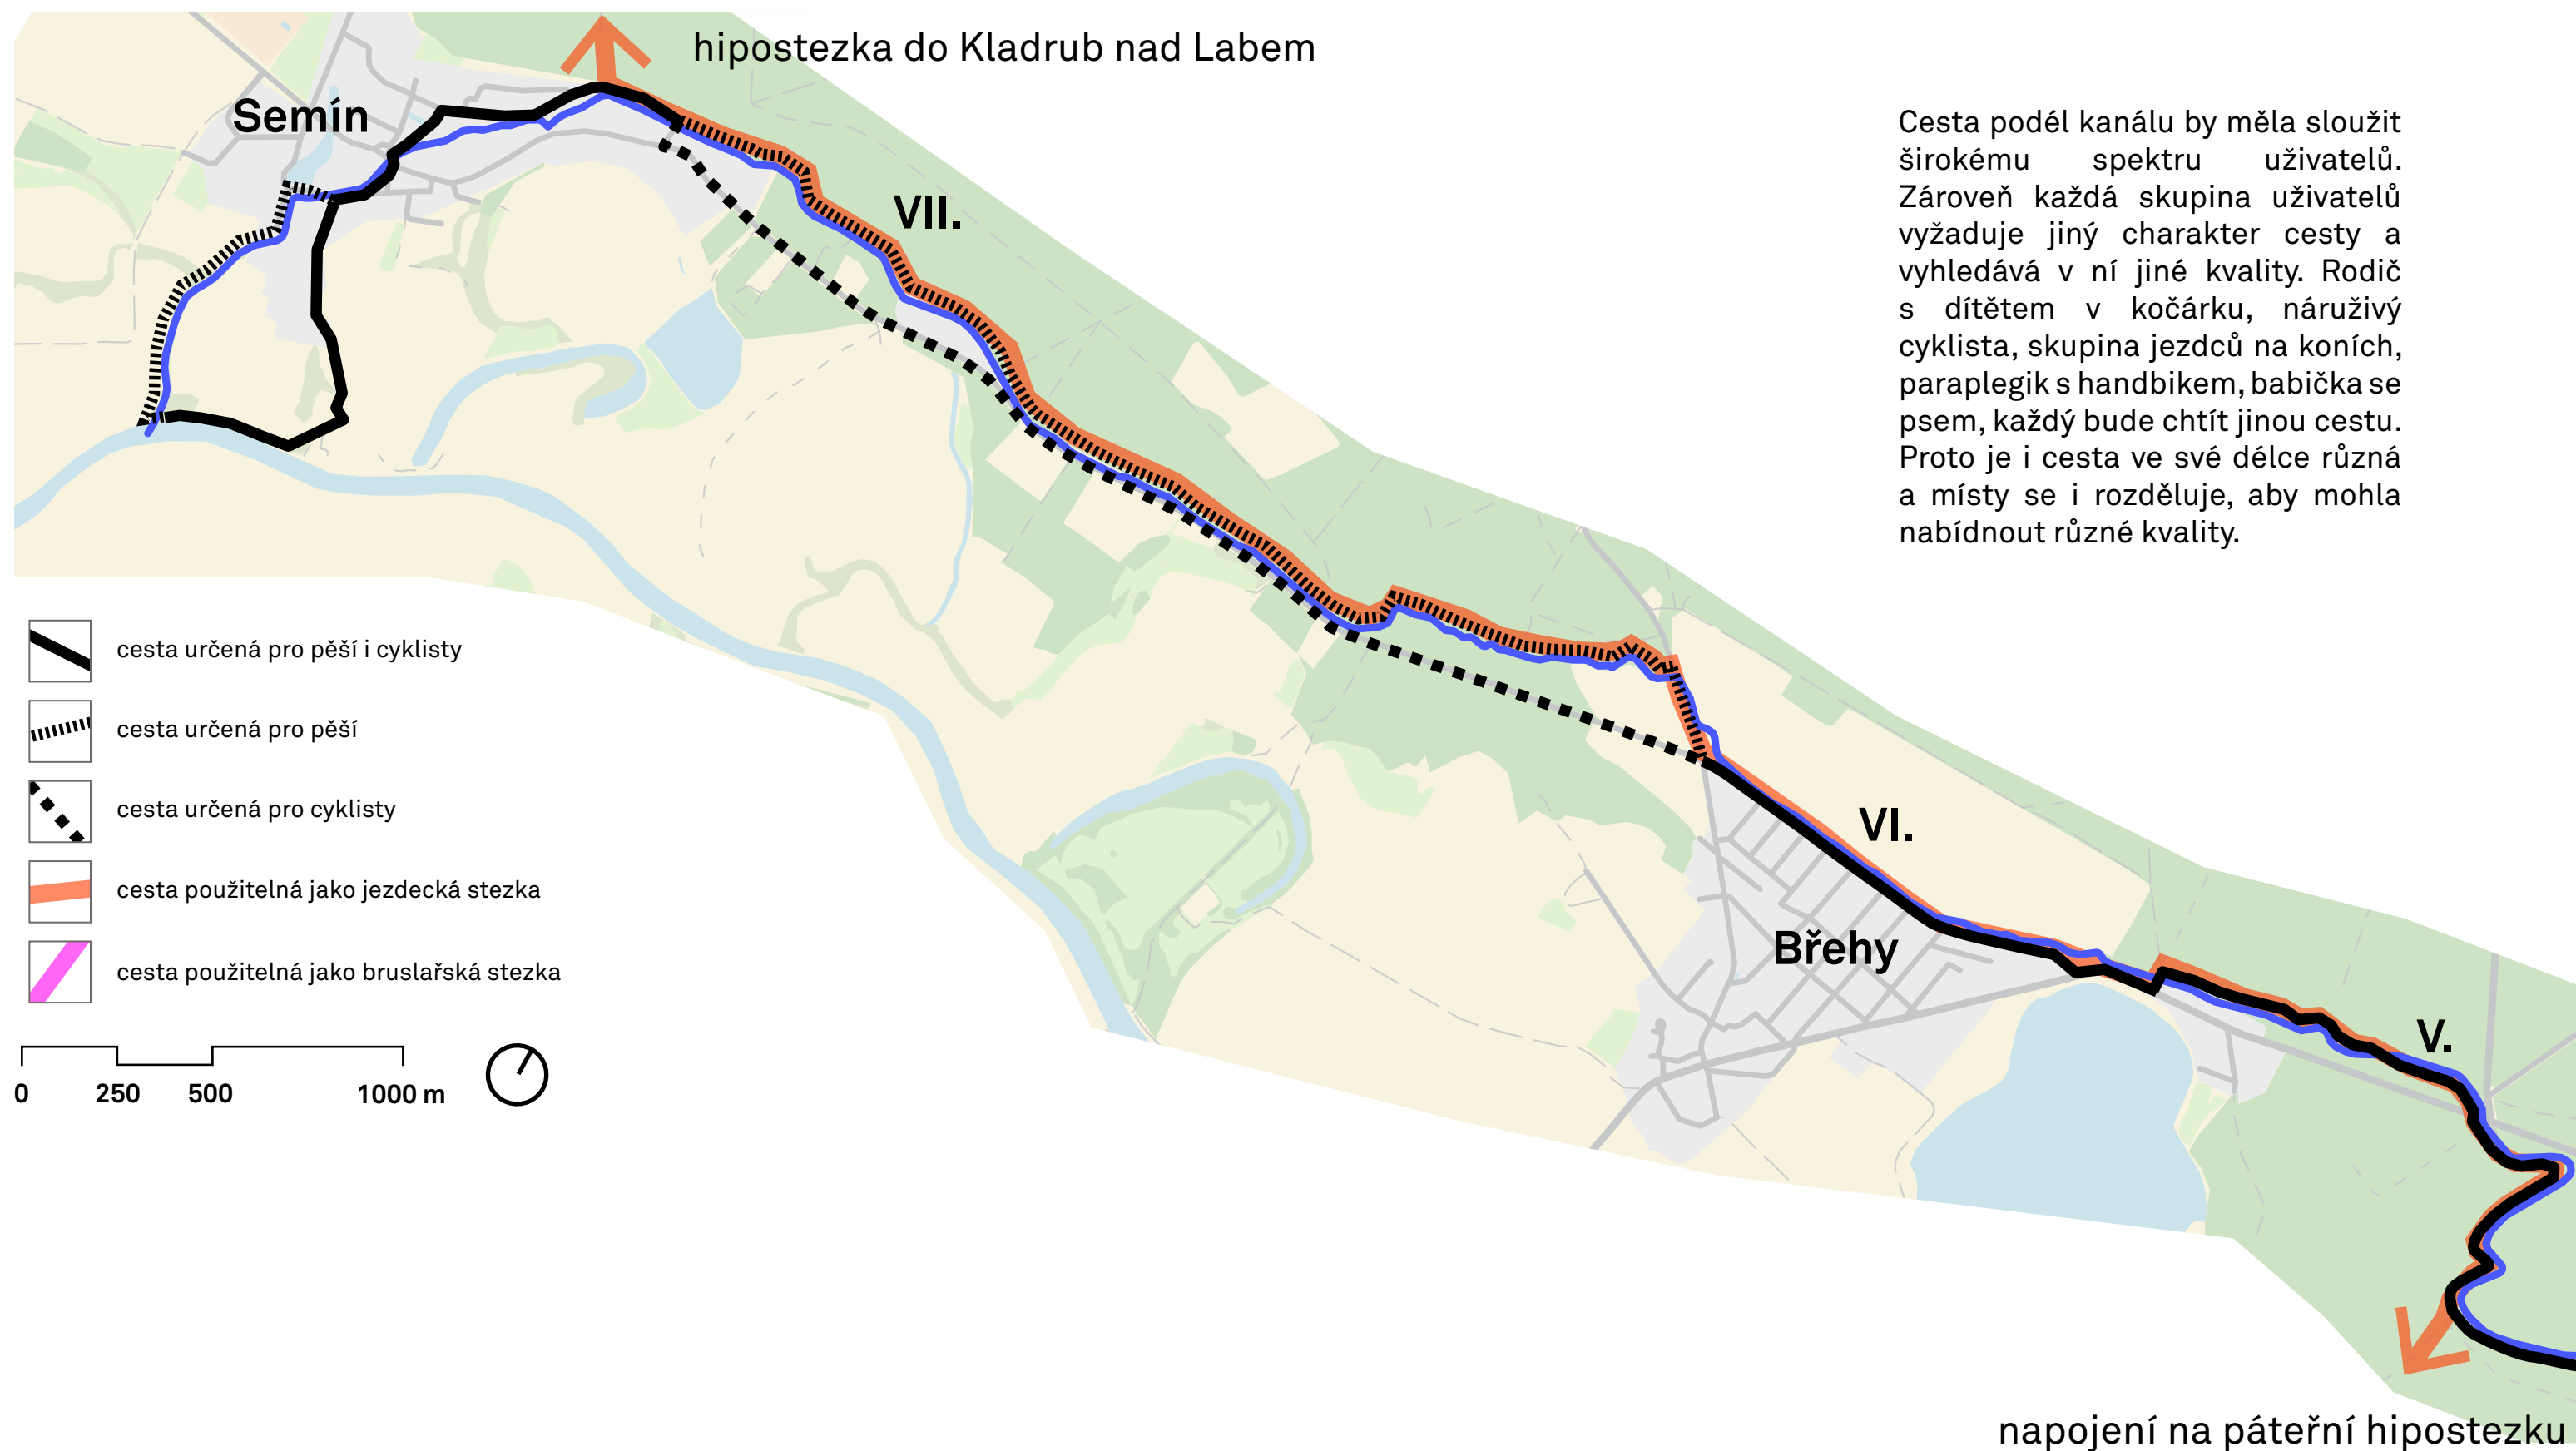 hipostezka do Kladrub nad Labem
Semín
VII.
Cesta podél kanálu by měla sloužit
širokému spektru uživatelů.
Zároveň každá skupina uživatelů
vyžaduje jiný charakter cesty a
vyhledává v ní jiné kvality. Rodič
s dítětem v kočárku, náruživý
cyklista, skupina jezdců na koních,
paraplegik s handbikem, babička se
psem, každý bude chtít jinou cestu.
Proto je i cesta ve své délce různá
a místy se i rozděluje, aby mohla
nabídnout různé kvality.
cesta určená pro pěší i cyklisty
cesta určená pro pěší
cesta určená pro cyklisty
cesta použitelná jako jezdecká stezka
cesta použitelná jako bruslařská stezka
0 250 500 1000 m
VI.
Břehy
V.
napojení na páteřní hipostezku